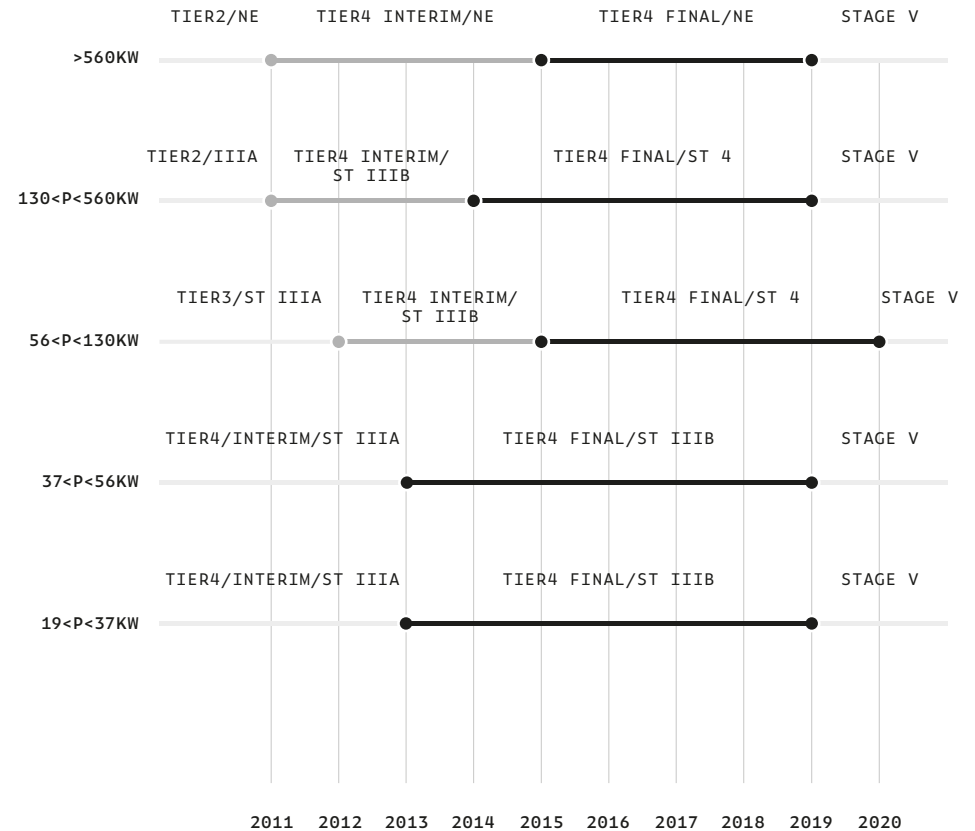 TIER2/NE TIER4 INTERIM/NE TIER4 FINAL/NE STAGE V
>560KW
TIER2/IIIA TIER4 INTERIM/ TIER4 FINAL/ST 4 STAGE V
ST IIIB
130<P<560KW
TIER3/ST IIIA TIER4 INTERIM/ TIER4 FINAL/ST 4 STAGE V
ST IIIB
56<P<130KW
TIER4/INTERIM/ST IIIA TIER4 FINAL/ST IIIB STAGE V
37<P<56KW
TIER4/INTERIM/ST IIIA TIER4 FINAL/ST IIIB STAGE V
19<P<37KW
2011 2012 2013 2014 2015 2016 2017 2018 2019 2020